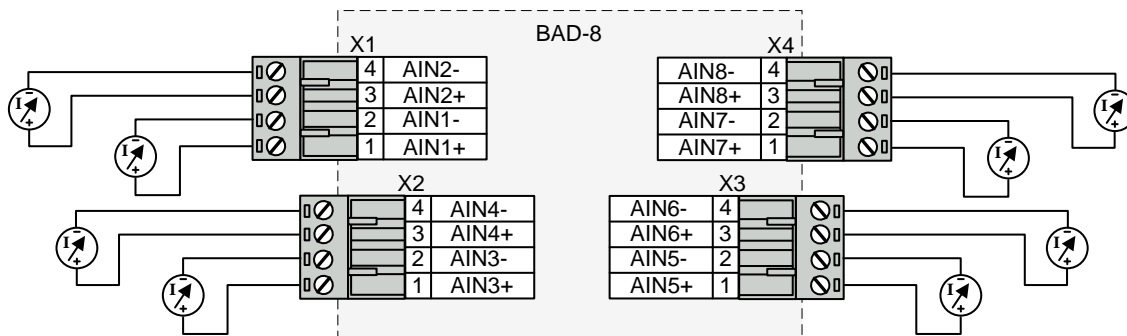 BAD-8
X1
4 AIN2-
3 AIN2+
2 AIN1-
1 AIN1+
X4
AIN8- 4
AIN8+ 3
AIN7- 2
AIN7+ 1
X2
4 AIN4-
3 AIN4+
2 AIN3-
1 AIN3+
X3
AIN6- 4
AIN6+ 3
AIN5- 2
AIN5+ 1
I - +
I - +
I - +
I - +
I - +
I - +
I - +
I - +